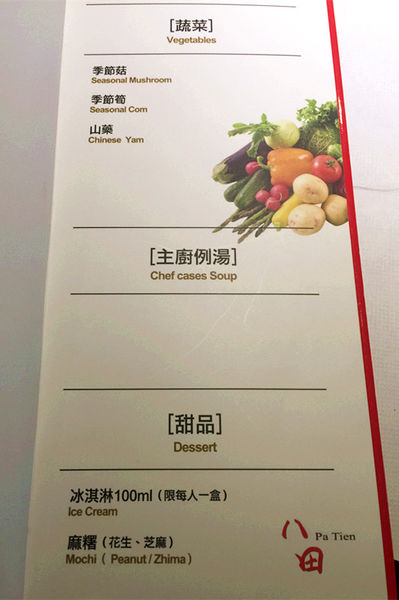 [蔬菜]
Vegetables
季節菇
Seasonal Mushroom
季節筍
Seasonal Com
山藥
Chinese Yam
[主廚例湯]
Chef cases Soup
[甜品]
Dessert
冰淇淋100ml（限每人一盒）
Ice Cream
麻糬（花生、芝麻）
Mochi（ Peanut / Zhima ）
八田
Pa Tien